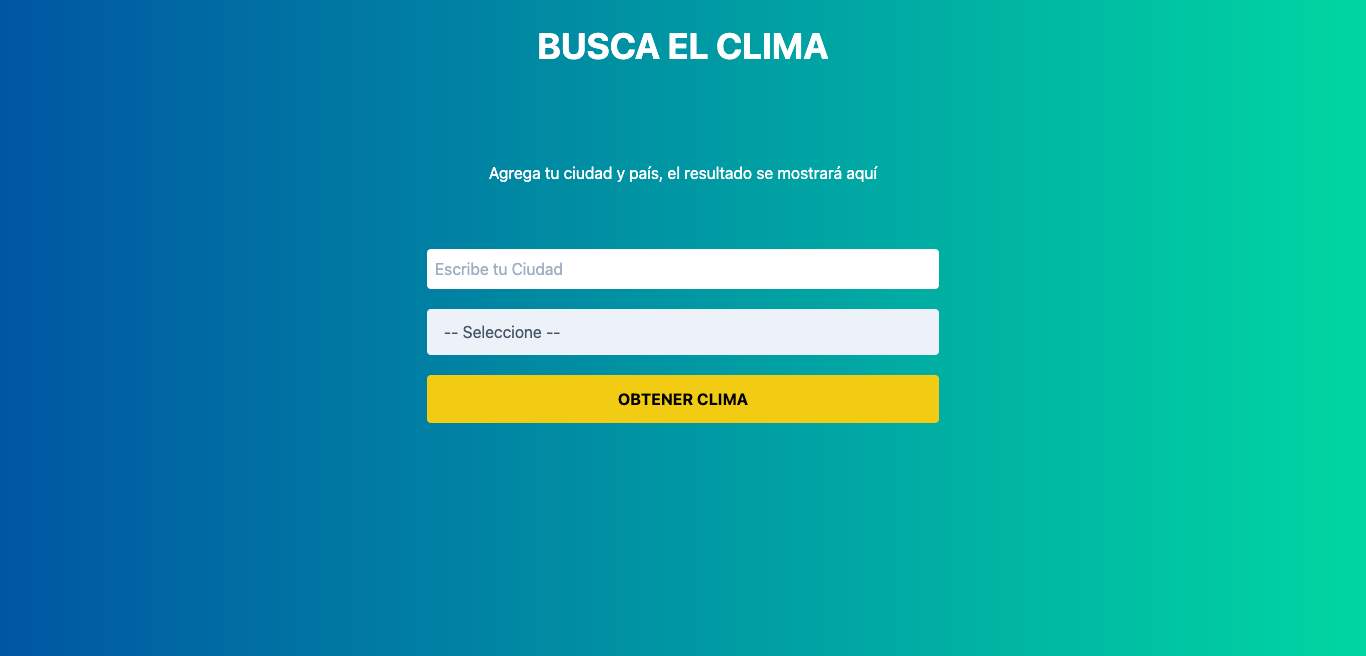 BUSCA EL CLIMA
Agrega tu ciudad y país, el resultado se mostrará aquí
Escribe tu Ciudad
-- Seleccione --
OBTENER CLIMA